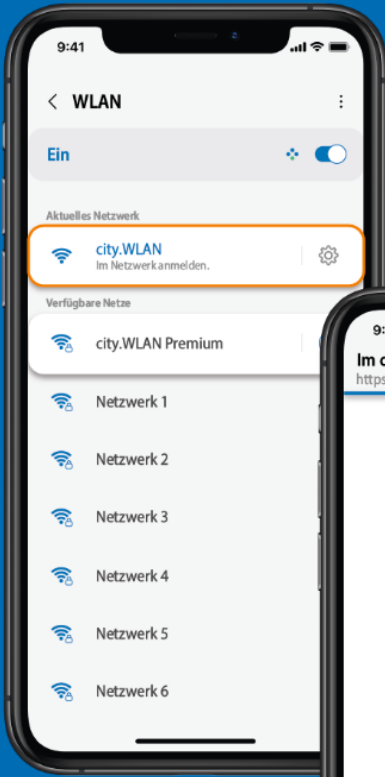 9:41
WLAN
Ein
Aktuelles Netzwerk
city.WLAN
Im Netzwerk anmelden.
Verfügbare Netze
city.WLAN Premium
Netzwerk 1
Netzwerk 2
Netzwerk 3
Netzwerk 4
Netzwerk 5
Netzwerk 6
9:
Im
https